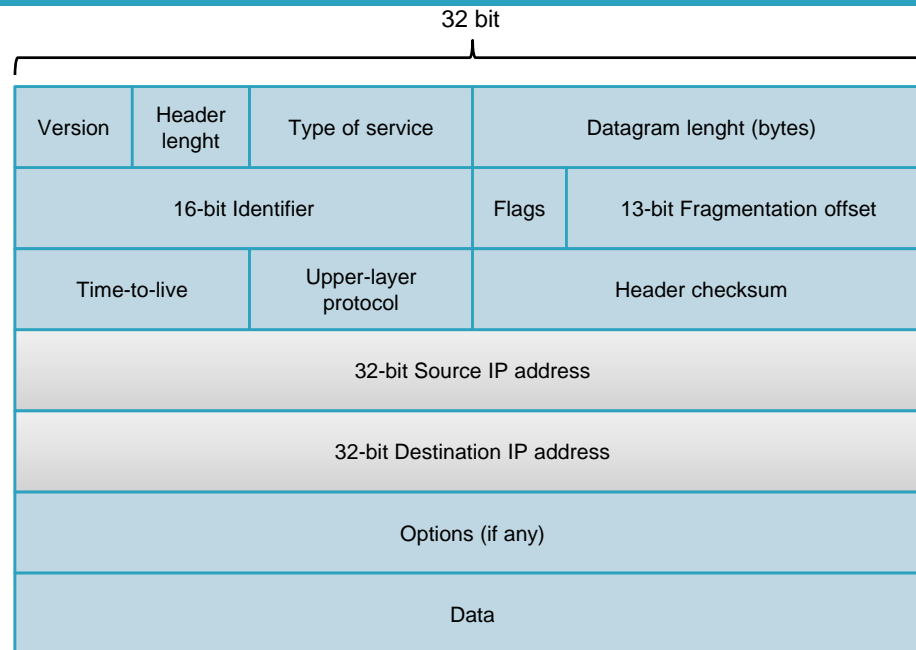 32 bit
Version
Header
lenght
Type of service
Datagram lenght (bytes)
16-bit Identifier
Flags
13-bit Fragmentation offset
Time-to-live
Upper-layer
protocol
Header checksum
32-bit Source IP address
32-bit Destination IP address
Options (if any)
Data